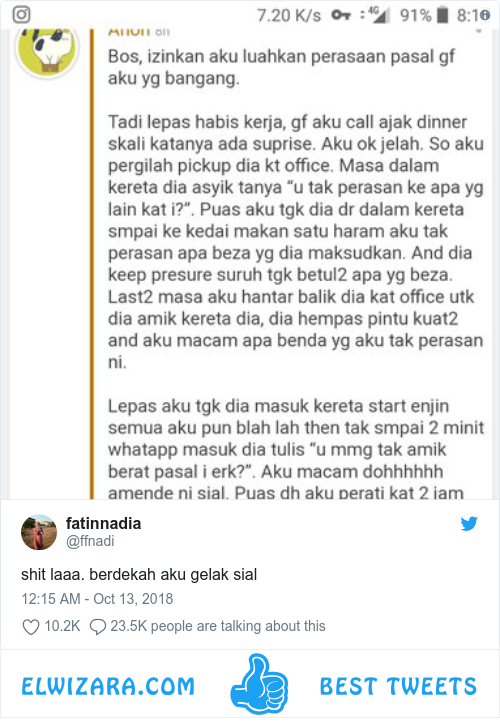 7.20 K/s 4G 91% 8:1
Anon 8h
Bos, izinkan aku luahkan perasaan pasal gf
aku yg bangang.
Tadi lepas habis kerja, gf aku call ajak dinner
skali katanya ada suprise. Aku ok jelah. So aku
pergilah pickup dia kt office. Masa dalam
kereta dia asyik tanya “u tak perasan ke apa yg
lain kat i?”. Puas aku tgk dia dr dalam kereta
smpai ke kedai makan satu haram aku tak
perasan apa beza yg dia maksudkan. And dia
keep presure suruh tgk betul2 apa yg beza.
Last2 masa aku hantar balik dia kat office utk
dia amik kereta dia, dia hempas pintu kuat2
and aku macam apa benda yg aku tak perasan
ni.
Lepas aku tgk dia masuk kereta start enjin
semua aku pun blah lah then tak smpai 2 minit
whatapp masuk dia tulis “u mmg tak amik
berat pasal i erk?”. Aku macam dohhhhhh
amende ni sial. Puas dh aku perati kat 2 jam
fatinnadia
@ffnadi
shit laaa. berdekah aku gelak sial
12:15 AM - Oct 13, 2018
10.2K 23.5K people are talking about this
ELWIZARA.COM BEST TWEETS